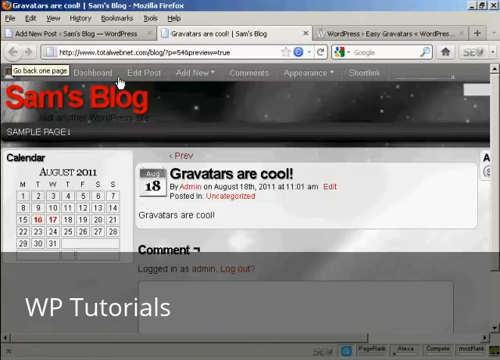 Gravatars are cool! | Sam's Blog - Mozilla Firefox
File Edit View History Bookmarks Tools Help
Add New Post ‹ Sam's Blog — WordPr... Gravatars are cool! | Sam's Blog WordPress › Easy Gravatars « WordPres...
http://www.totalwebnet.com/blog/?p=54&preview=true Google
Go back one page Dashboard Edit Post Add New Comments Appearance Shortlink
Sam's Blog
Just another WordPress site
SAMPLE PAGE↓
Calendar
August 2011
M T W T F S S
1 2 3 4 5 6 7
8 9 10 11 12 13 14
15 16 17 18 19 20 21
22 23 24 25 26 27 28
29 30 31
‹ Prev
Aug
18
Gravatars are cool!
By Admin on August 18th, 2011 at 11:01 am Edit
Posted In: Uncategorized
Gravatars are cool!
Comment ¬
Logged in as admin. Log out?
WP Tutorials
PageRank Alexa Compete mozRank